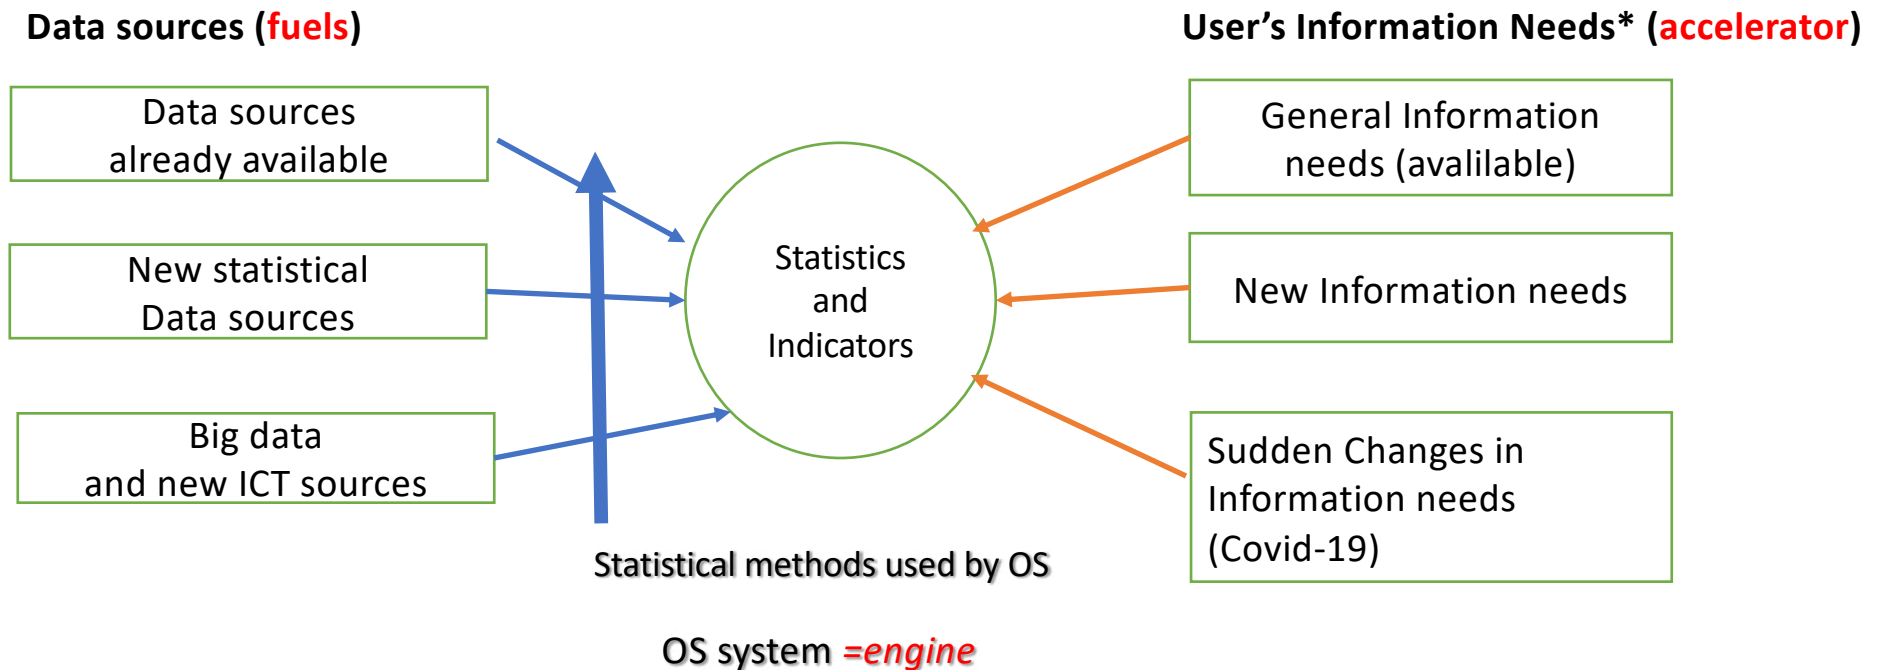 Data sources (fuels)
User's Information Needs* (accelerator)
Data sources
already available
New statistical
Data sources
Big data
and new ICT sources
Statistics
and
Indicators
General Information
needs (avalilable)
New Information needs
Sudden Changes in
Information needs
(Covid-19)
Statistical methods used by OS
OS system =engine